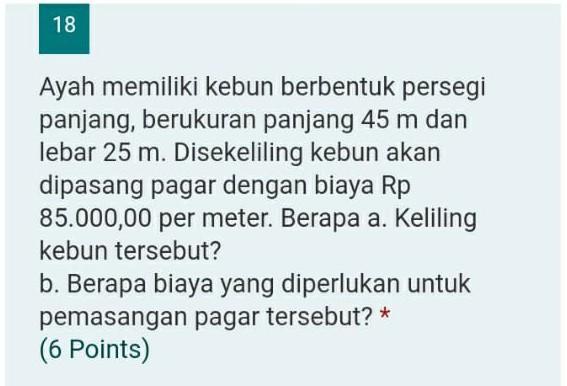 18
Ayah memiliki kebun berbentuk persegi
panjang, berukuran panjang 45 m dan
lebar 25 m. Disekeliling kebun akan
dipasang pagar dengan biaya Rp
85.000,00 per meter. Berapa a. Keliling
kebun tersebut?
b. Berapa biaya yang diperlukan untuk
pemasangan pagar tersebut? *
(6 Points)